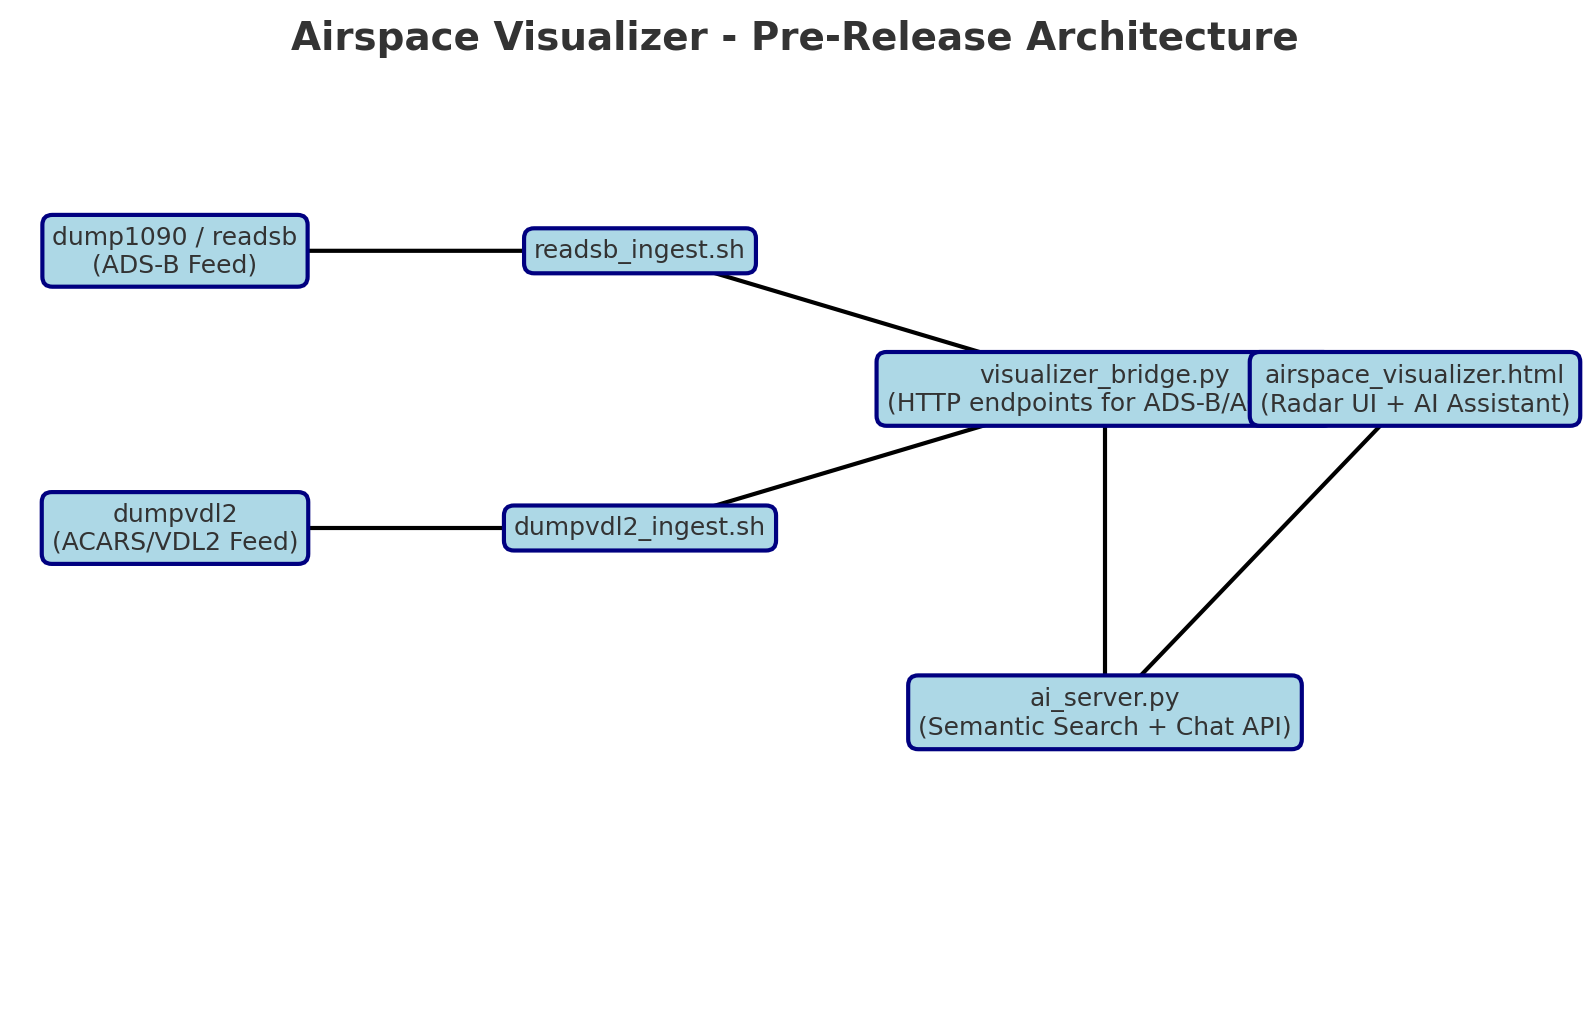 Airspace Visualizer - Pre-Release Architecture
dump1090 / readsb
(ADS-B Feed)
readsb_ingest.sh
visualizer_bridge.py
(HTTP endpoints for ADS-B/A
airspace_visualizer.html
(Radar UI + AI Assistant)
dumpvdl2
(ACARS/VDL2 Feed)
dumpvdl2_ingest.sh
ai_server.py
(Semantic Search + Chat API)